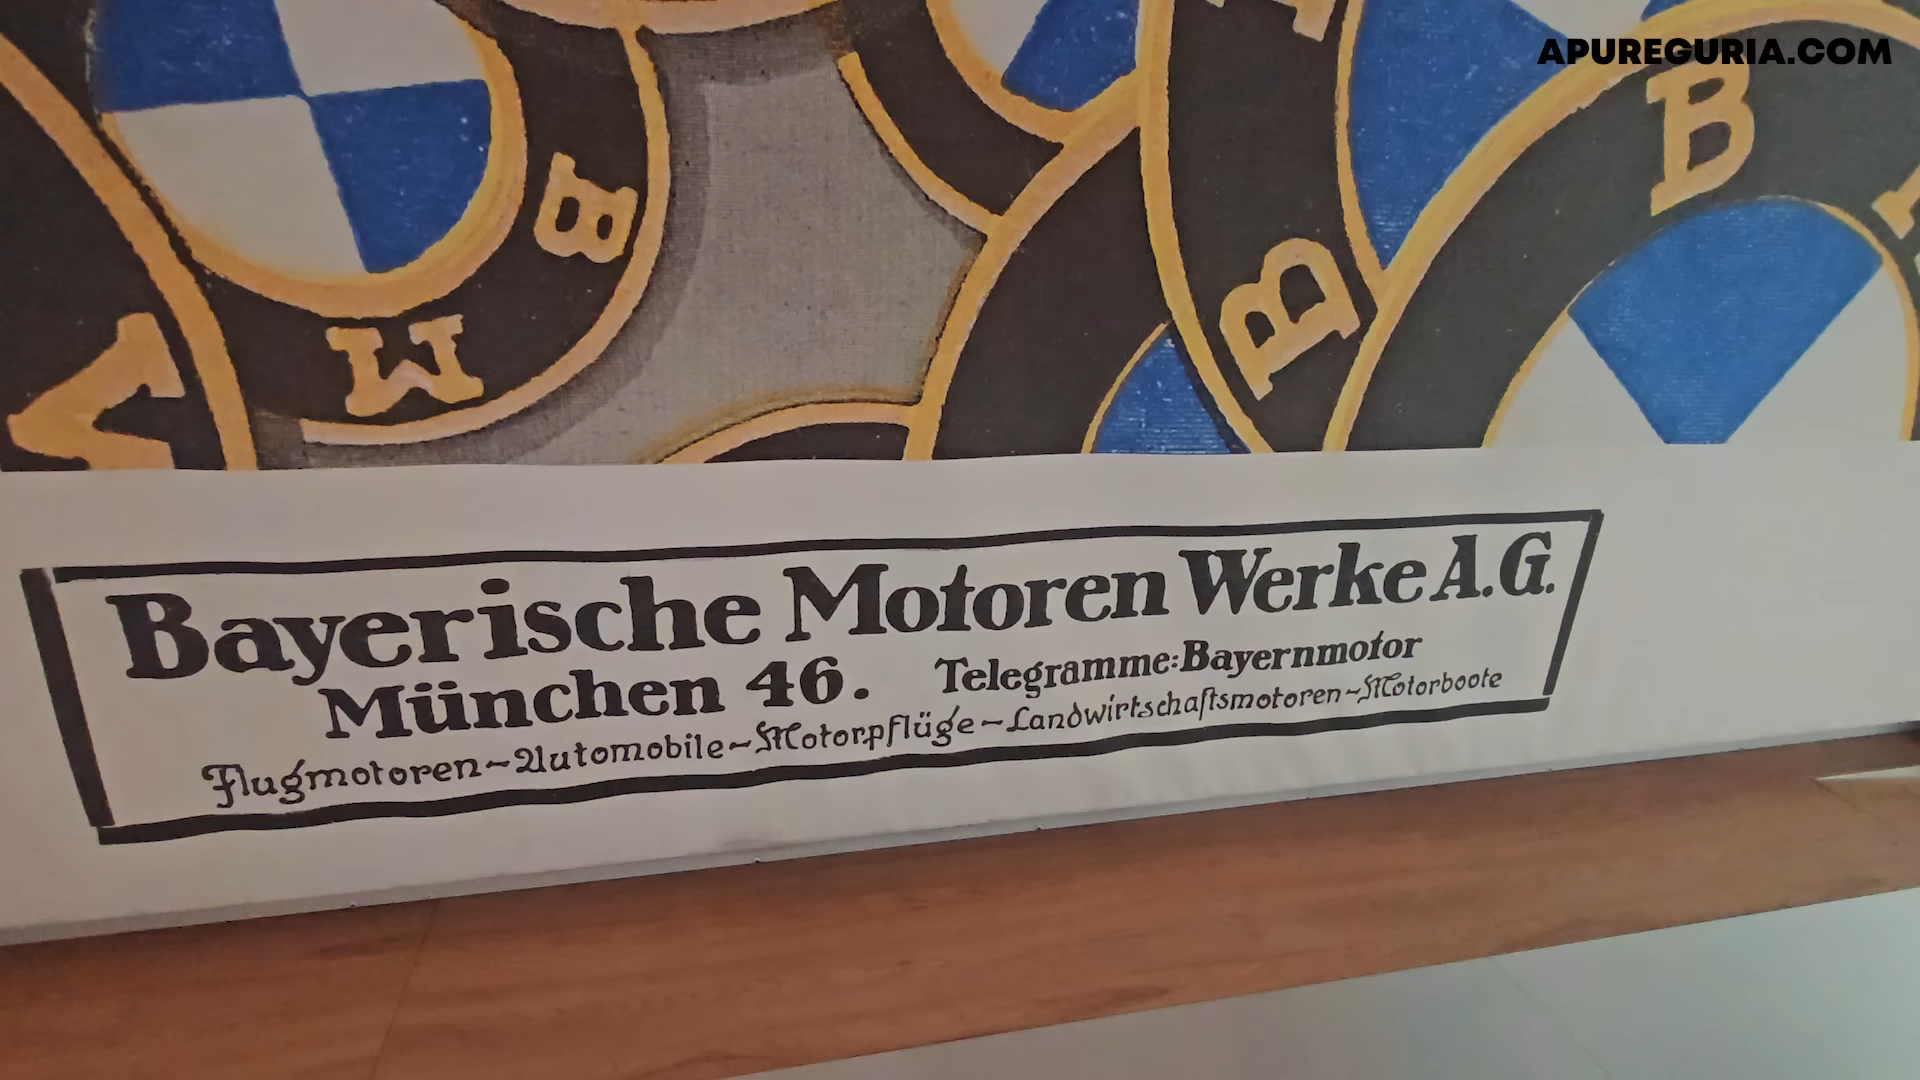 APUREGURIA.COM
B
B
M
B
B
Bayerische Motoren Werke A.G.
München 46. Telegramme: Bayernmotor
Flugmotoren~Automobile~Motorpflüge~Landwirtschaftsmotoren~Motorboote